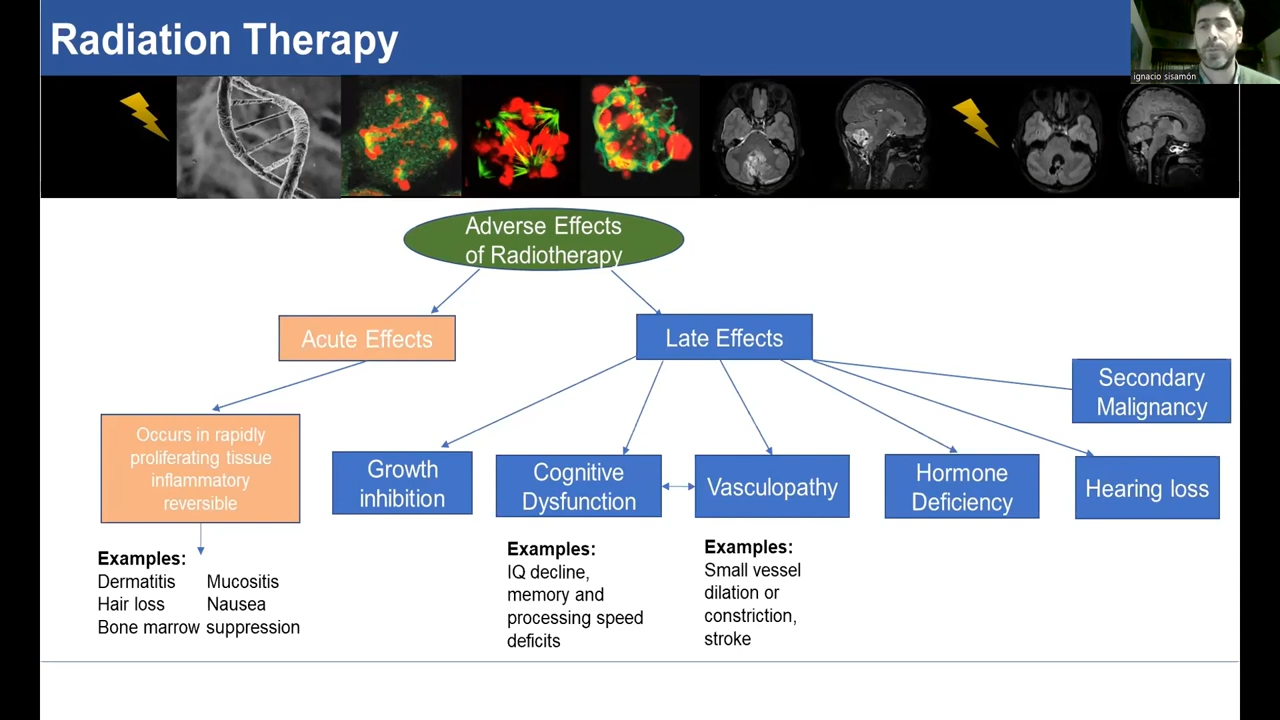 Radiation Therapy
ignacio sisamón
Adverse Effects
of Radiotherapy
Acute Effects
Late Effects
Secondary
Malignancy
Occurs in rapidly
proliferating tissue
inflammatory
reversible
Growth
inhibition
Cognitive
Dysfunction
Vasculopathy
Hormone
Deficiency
Hearing loss
Examples:
Dermatitis Mucositis
Hair loss Nausea
Bone marrow suppression
Examples:
IQ decline,
memory and
processing speed
deficits
Examples:
Small vessel
dilation or
constriction,
stroke